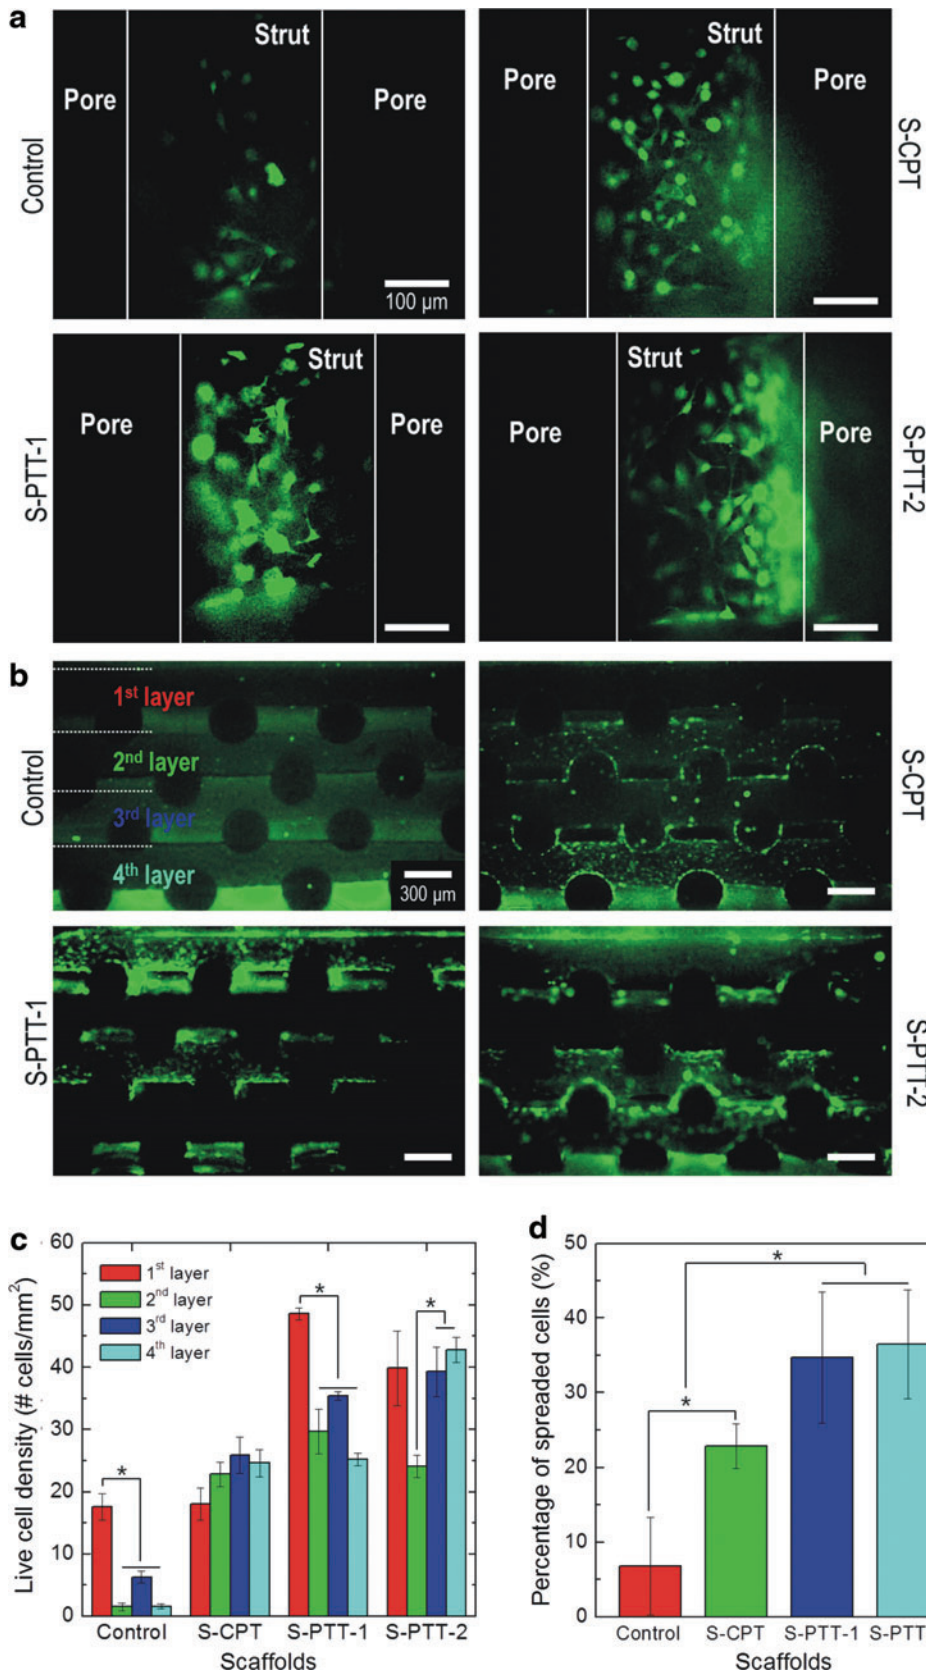 a
Pore
Strut
Pore
Control
100 µm
Pore
Strut
Pore
S-CPT
Pore
Strut
Pore
S-PTT-1
Pore
Strut
Pore
S-PTT-2
b
1st layer
2nd layer
3rd layer
4th layer
Control
300 µm
S-CPT
S-PTT-1
S-PTT-2
c
Live cell density (# cells/mm²)
60
50
40
30
20
10
0
1st layer
2nd layer
3rd layer
4th layer
*
*
*
Control
S-CPT
S-PTT-1
S-PTT-2
Scaffolds
d
Percentage of spreaded cells (%)
50
40
30
20
10
0
*
*
Control
S-CPT
S-PTT-1
S-PTT
Scaffolds